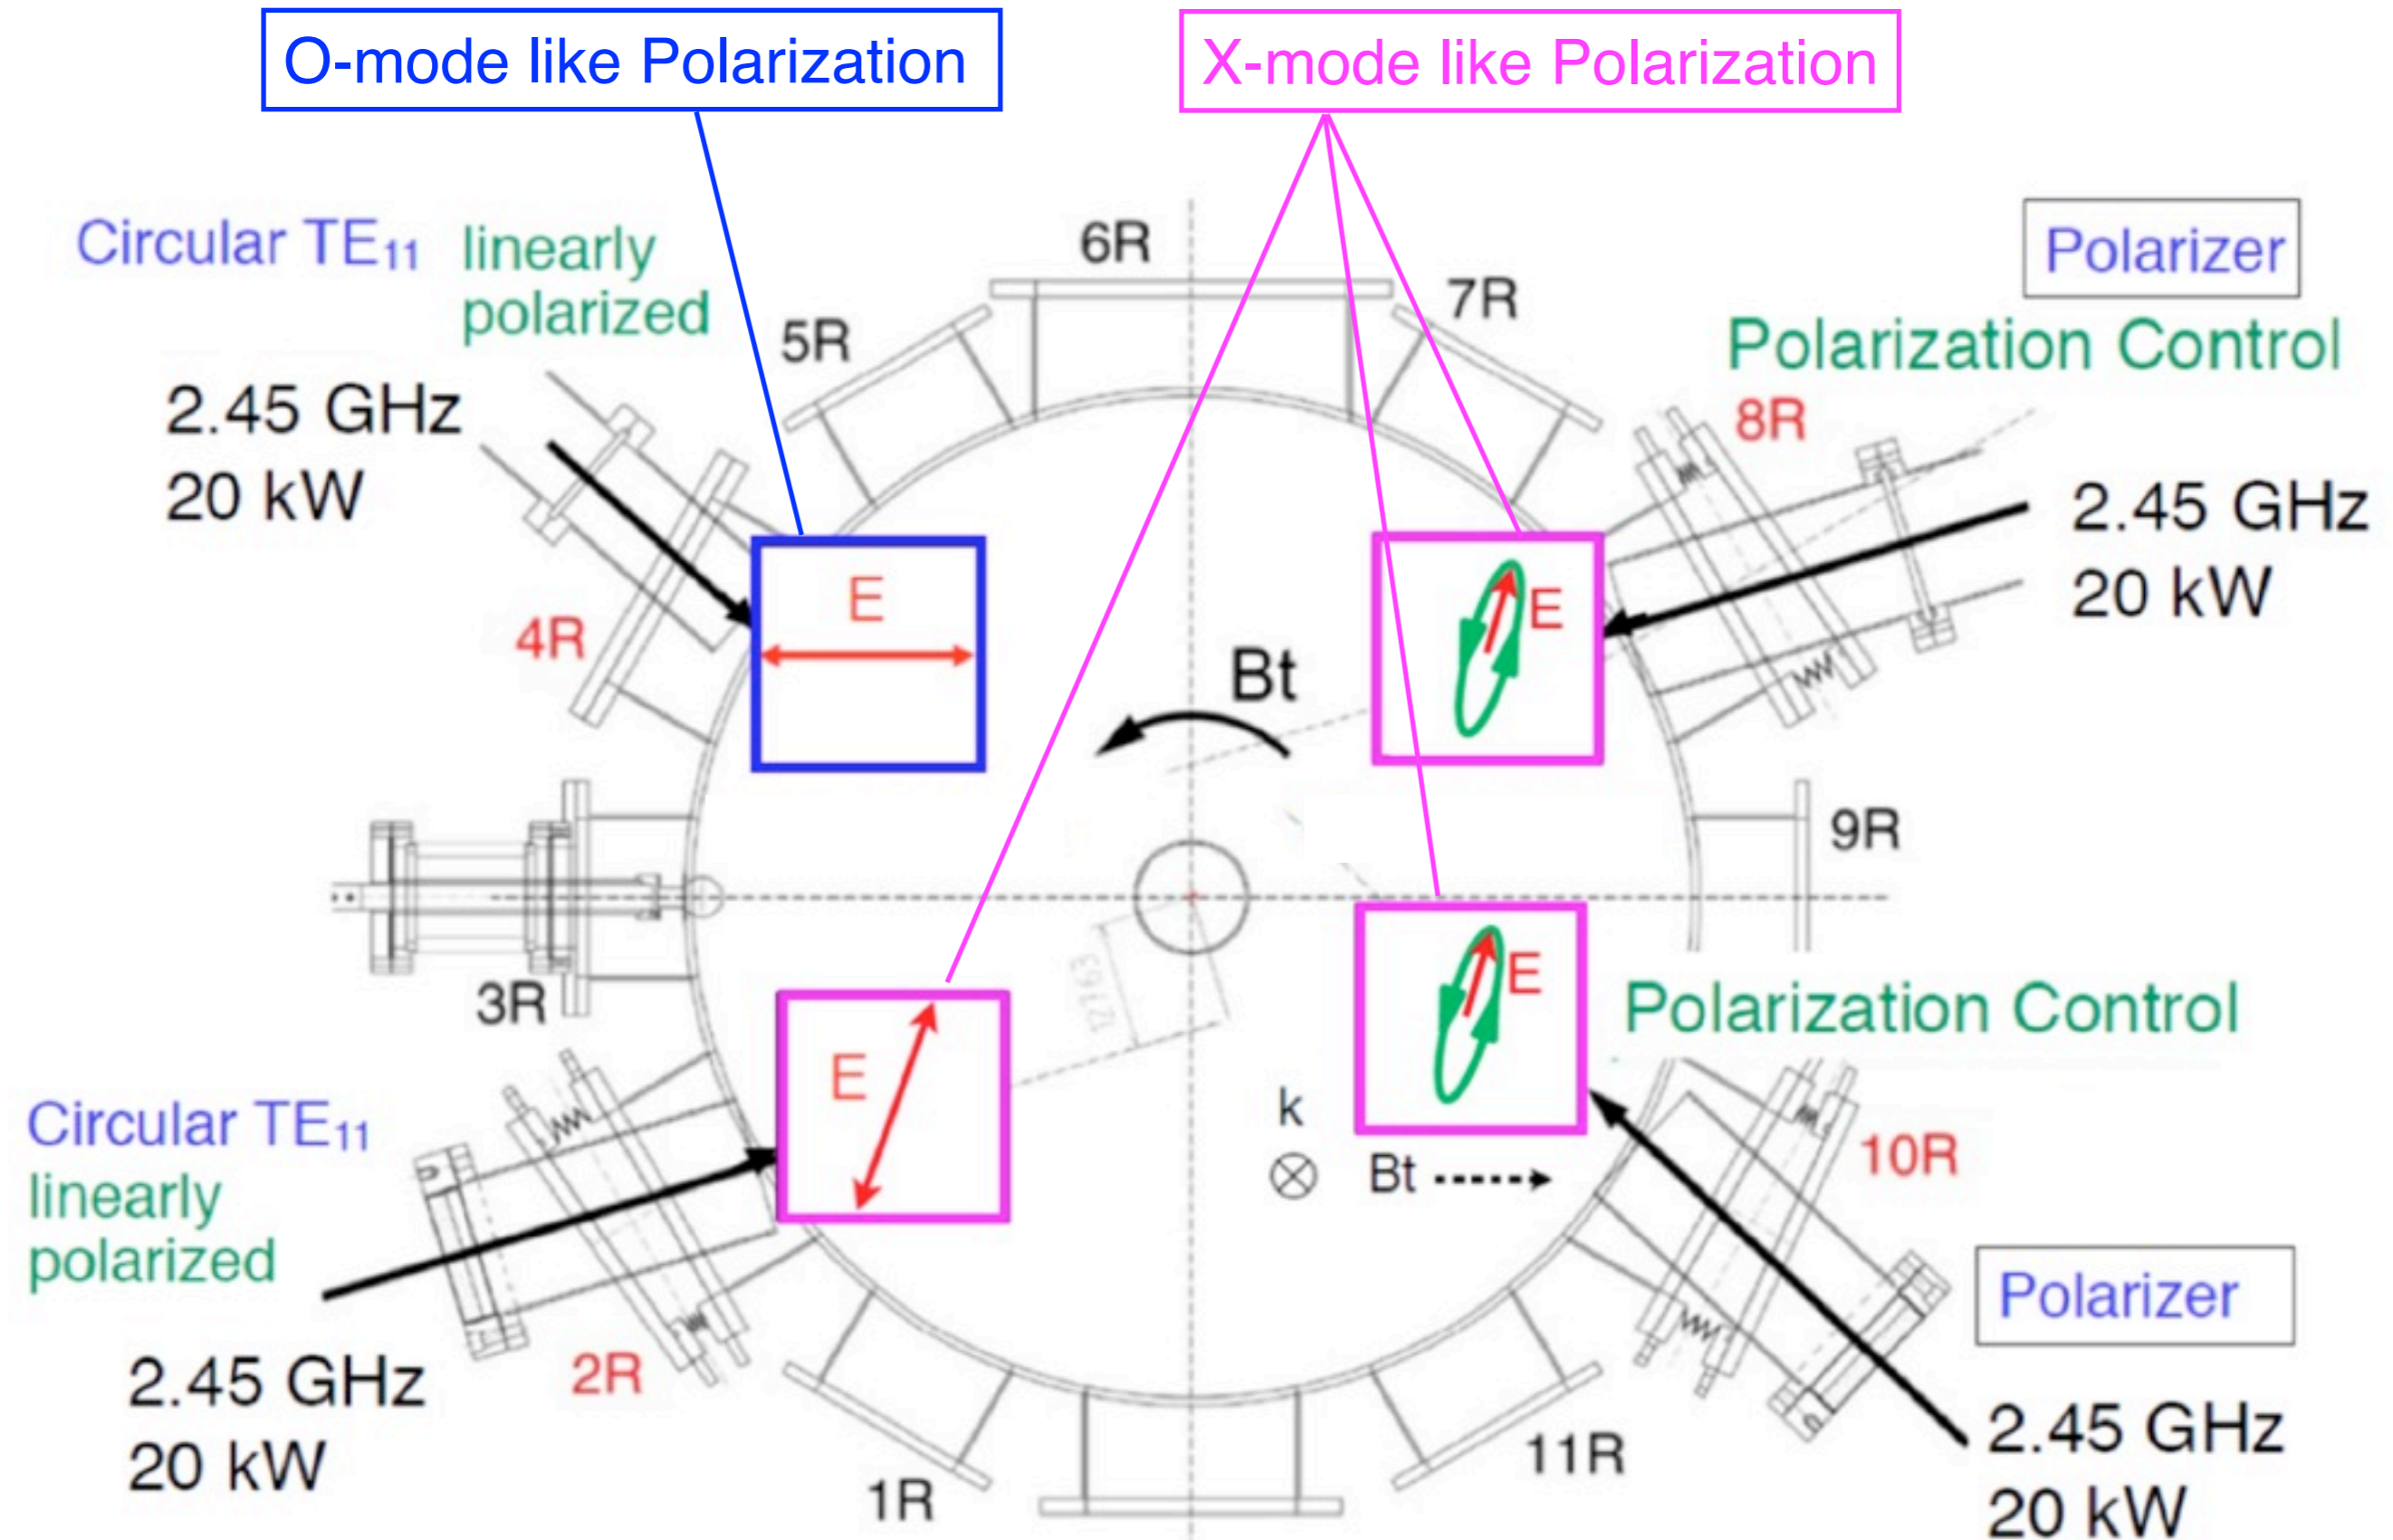 O-mode like Polarization
X-mode like Polarization
Circular TE11
linearly
polarized
2.45 GHz
20 kW
4R
5R
6R
7R
Polarizer
Polarization Control
8R
2.45 GHz
20 kW
E
E
Bt
9R
3R
12763
E
E
Polarization Control
k
Bt
10R
Circular TE11
linearly
polarized
2.45 GHz
20 kW
2R
1R
11R
Polarizer
2.45 GHz
20 kW